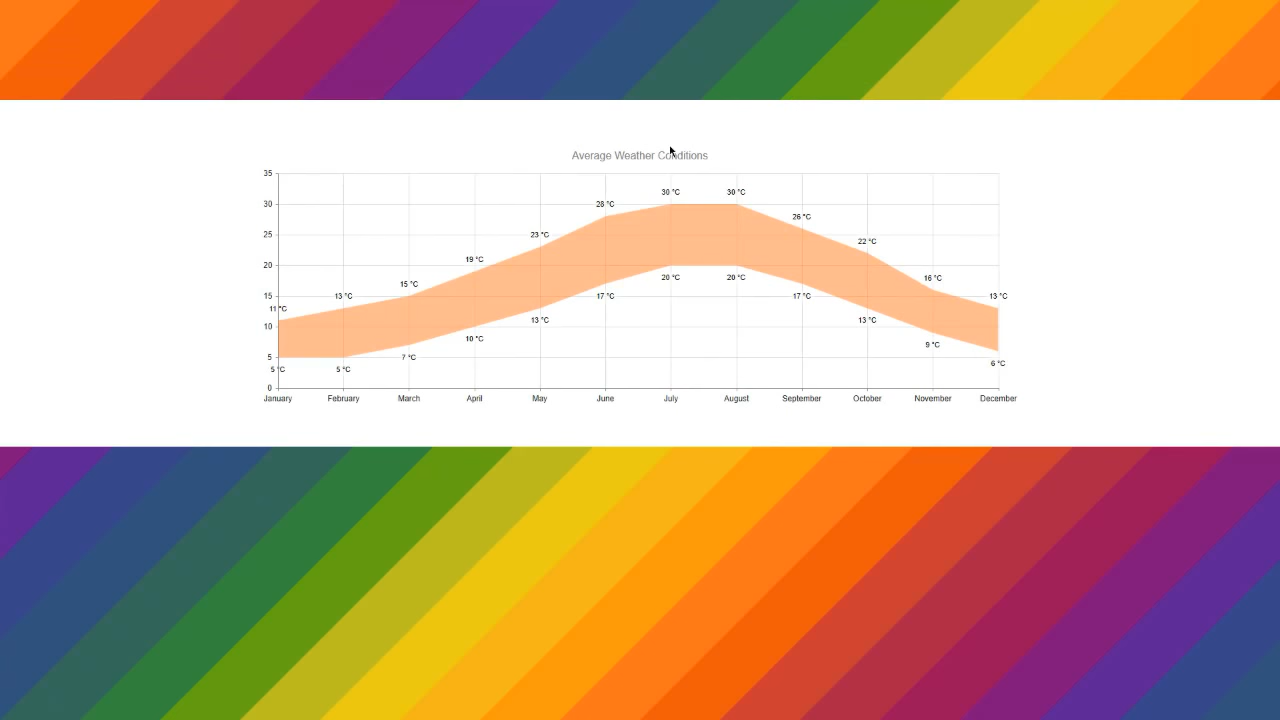 Average Weather Conditions
35
30 °C 30 °C
30
28 °C
26 °C
25
23 °C
22 °C
20
19 °C
20 °C 20 °C
16 °C
15 °C
15
13 °C
17 °C
17 °C
13 °C
11 °C
10
13 °C
13 °C
10 °C
9 °C
5
7 °C
6 °C
5 °C
5 °C
0
January February March April May June July August September October November December